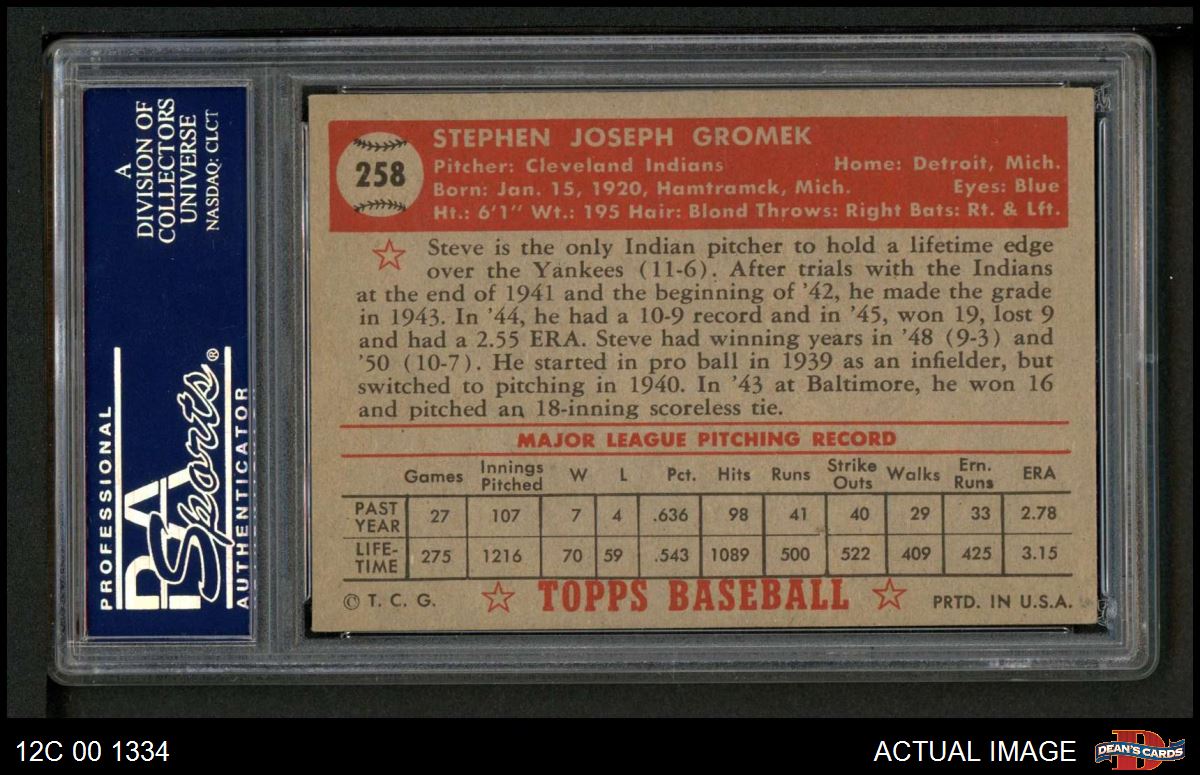 A
DIVISION OF
COLLECTORS
UNIVERSE
NASDAQ: CLCT
PROFESSIONAL
PSA
Sports®
AUTHENTICATOR
258
STEPHEN JOSEPH GROMEK
Pitcher: Cleveland Indians Home: Detroit, Mich.
Born: Jan. 15, 1920, Hamtramck, Mich. Eyes: Blue
Ht.: 6'1" Wt.: 195 Hair: Blond Throws: Right Bats: Rt. & Lft.
Steve is the only Indian pitcher to hold a lifetime edge
over the Yankees (11-6). After trials with the Indians
at the end of 1941 and the beginning of '42, he made the grade
in 1943. In '44, he had a 10-9 record and in '45, won 19, lost 9
and had a 2.55 ERA. Steve had winning years in '48 (9-3) and
'50 (10-7). He started in pro ball in 1939 as an infielder, but
switched to pitching in 1940. In '43 at Baltimore, he won 16
and pitched an 18-inning scoreless tie.
MAJOR LEAGUE PITCHING RECORD
Games Innings Pitched W L Pct. Hits Runs Strike Outs Walks Ern. Runs ERA
PAST YEAR 27 107 7 4 .636 98 41 40 29 33 2.78
LIFE-TIME 275 1216 70 59 .543 1089 500 522 409 425 3.15
© T. C. G. TOPPS BASEBALL PRTD. IN U.S.A.
12C 00 1334 ACTUAL IMAGE DEAN'S CARDS